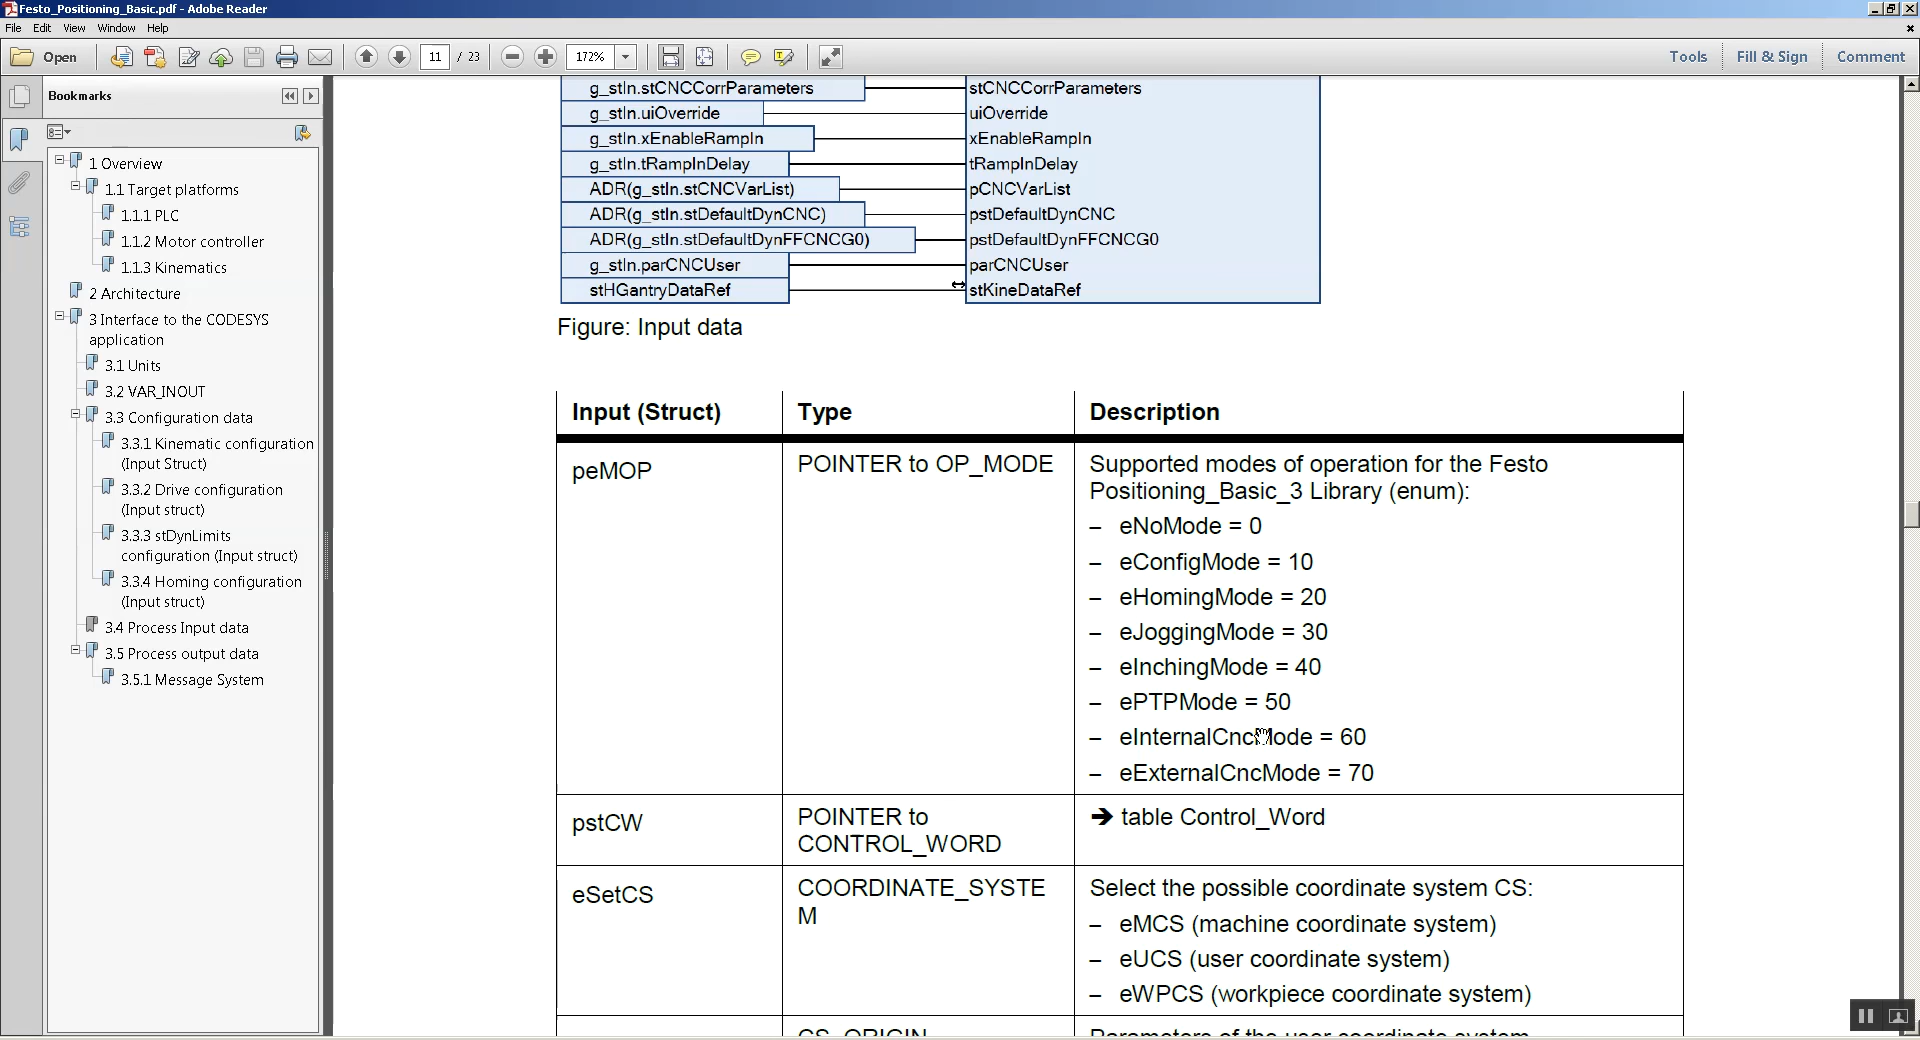 Festo_Positioning_Basic.pdf - Adobe Reader
File Edit View Window Help
Open 11 / 23 172% Tools Fill & Sign Comment
Bookmarks
1 Overview
1.1 Target platforms
1.1.1 PLC
1.1.2 Motor controller
1.1.3 Kinematics
2 Architecture
3 Interface to the CODESYS
application
3.1 Units
3.2 VAR_INOUT
3.3 Configuration data
3.3.1 Kinematic configuration
(Input Struct)
3.3.2 Drive configuration
(Input struct)
3.3.3 stDynLimits
configuration (Input struct)
3.3.4 Homing configuration
(Input struct)
3.4 Process Input data
3.5 Process output data
3.5.1 Message System
g_stIn.stCNCCorrParameters stCNCCorrParameters
g_stIn.uiOverride uiOverride
g_stIn.xEnableRampIn xEnableRampIn
g_stIn.tRampInDelay tRampInDelay
ADR(g_stIn.stCNCVarList) pCNCVarList
ADR(g_stIn.stDefaultDynCNC) pstDefaultDynCNC
ADR(g_stIn.stDefaultDynFFCNCG0) pstDefaultDynFFCNCG0
g_stIn.parCNCUser parCNCUser
stHGantryDataRef stKineDataRef
Figure: Input data
Input (Struct) Type Description
peMOP POINTER to OP_MODE Supported modes of operation for the Festo
Positioning_Basic_3 Library (enum):
– eNoMode = 0
– eConfigMode = 10
– eHomingMode = 20
– eJoggingMode = 30
– eInchingMode = 40
– ePTPMode = 50
– eInternalCncMode = 60
– eExternalCncMode = 70
pstCW POINTER to ➔ table Control_Word
CONTROL_WORD
eSetCS COORDINATE_SYSTE Select the possible coordinate system CS:
M
– eMCS (machine coordinate system)
– eUCS (user coordinate system)
– eWPCS (workpiece coordinate system)
CS_ORIGIN Parameters of the user coordinate system